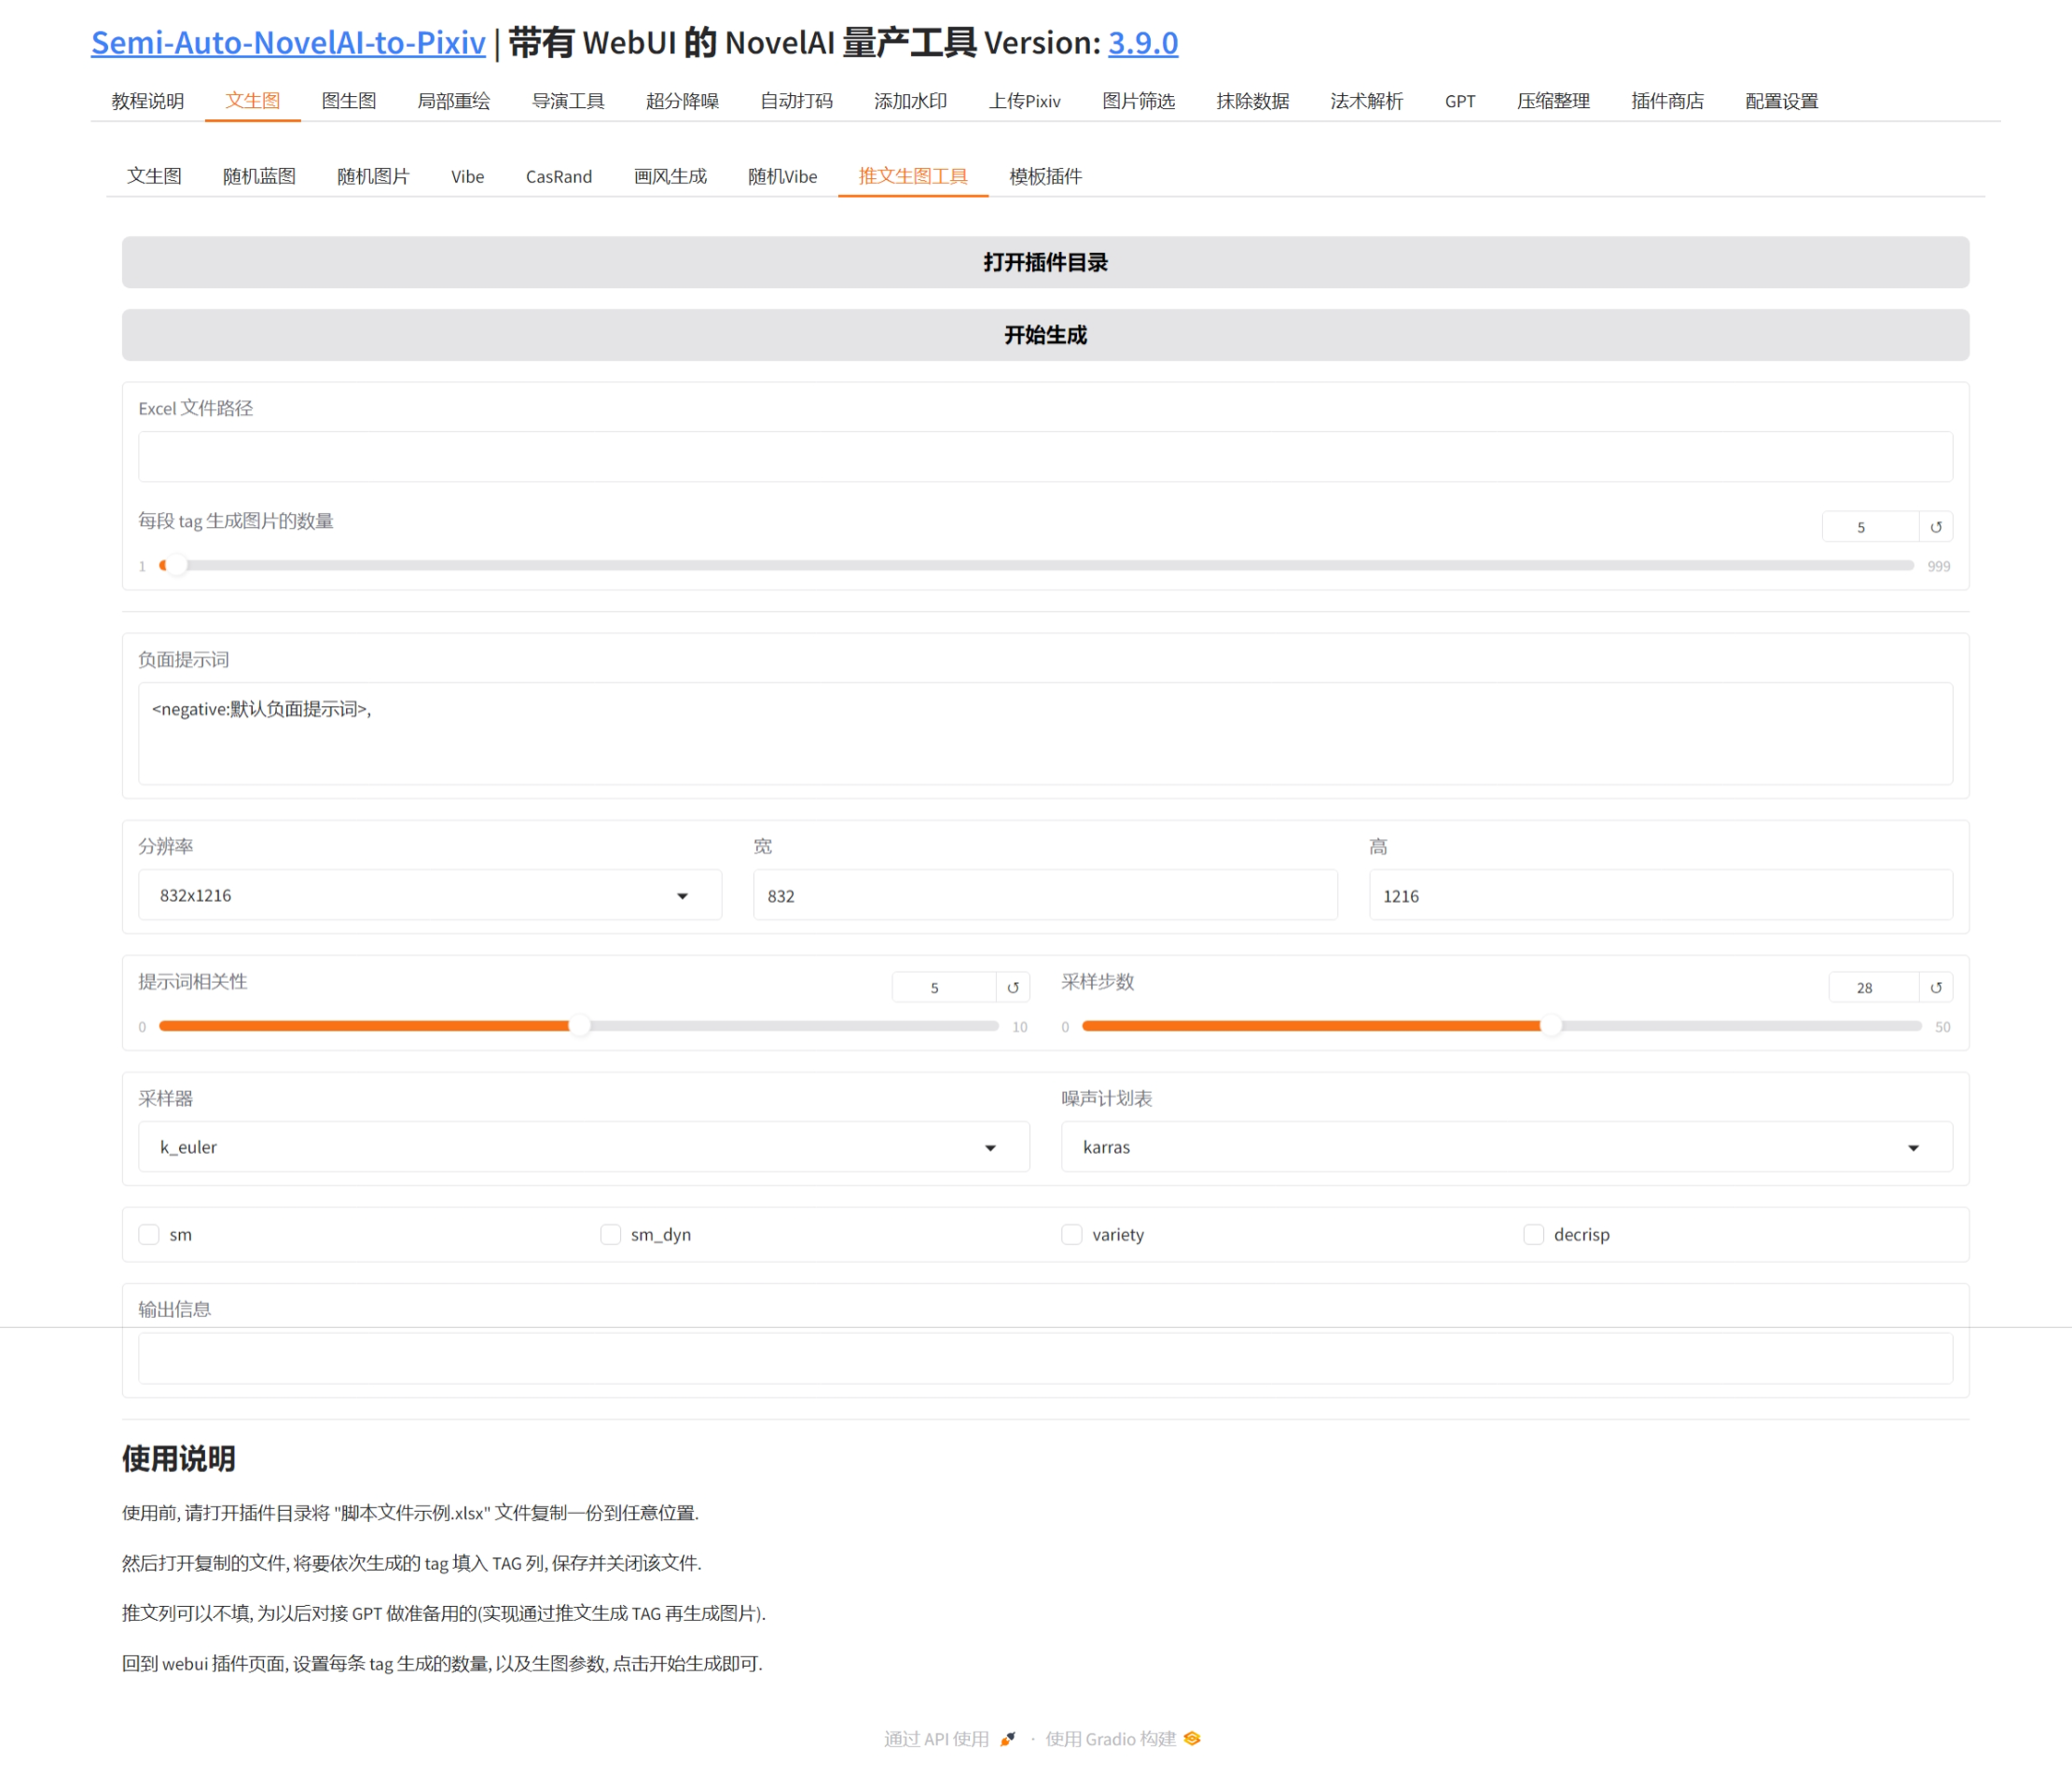 Semi-Auto-NovelAI-to-Pixiv | 带有 WebUI 的 NovelAI 量产工具 Version: 3.9.0
教程说明 文生图 图生图 局部重绘 导演工具 超分降噪 自动打码 添加水印 上传Pixiv 图片筛选 抹除数据 法术解析 GPT 压缩整理 插件商店 配置设置
文生图 随机蓝图 随机图片 Vibe CasRand 画风生成 随机Vibe 推文生图工具 模板插件
打开插件目录
开始生成
Excel 文件路径
每段 tag 生成图片的数量 5 ↺
1 999
负面提示词
<negative:默认负面提示词>,
分辨率 宽 高
832x1216 832 1216
提示词相关性 5 ↺ 采样步数 28 ↺
0 10 0 50
采样器 噪声计划表
k_euler karras
sm sm_dyn variety decrisp
输出信息
使用说明
使用前, 请打开插件目录将 "脚本文件示例.xlsx" 文件复制一份到任意位置.
然后打开复制的文件, 将要依次生成的 tag 填入 TAG 列, 保存并关闭该文件.
推文列可以不填, 为以后对接 GPT 做准备用的(实现通过推文生成 TAG 再生成图片).
回到 webui 插件页面, 设置每条 tag 生成的数量, 以及生图参数, 点击开始生成即可.
通过 API 使用 · 使用 Gradio 构建